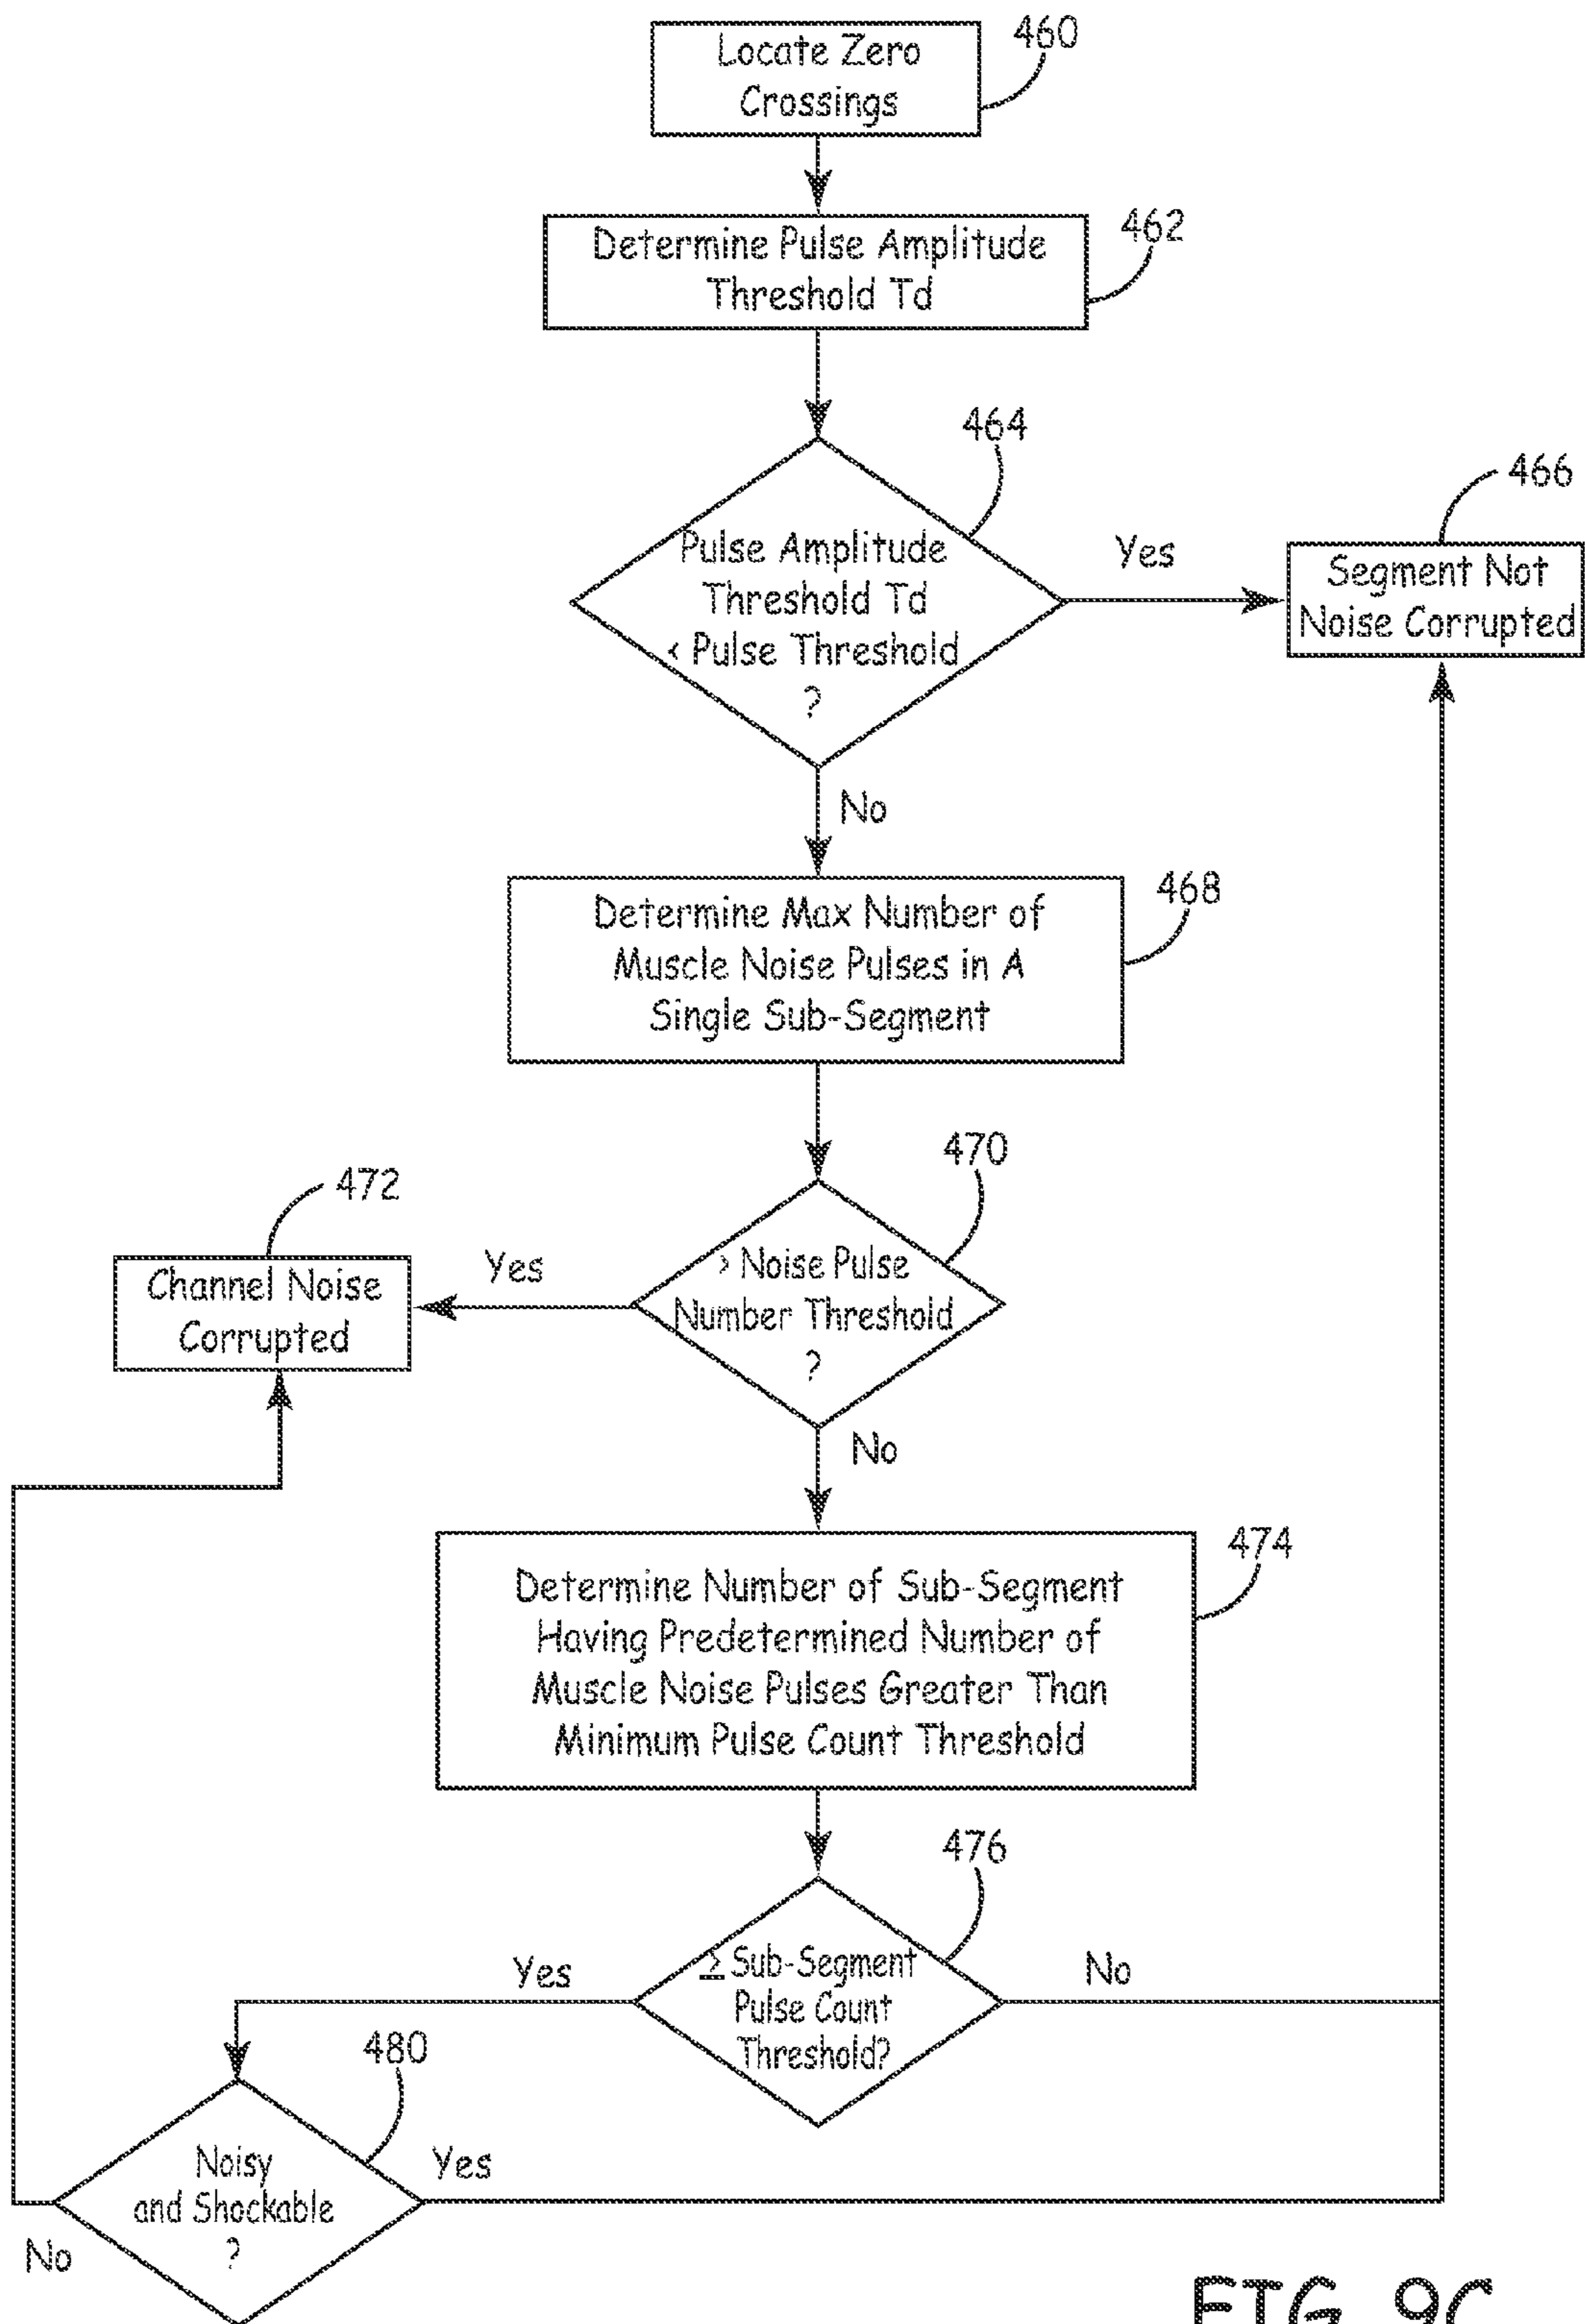 460
Locate Zero
Crossings
462
Determine Pulse Amplitude
Threshold Td
464
Pulse Amplitude
Threshold Td
< Pulse Threshold
?
Yes
466
Segment Not
Noise Corrupted
No
468
Determine Max Number of
Muscle Noise Pulses in A
Single Sub-Segment
470
> Noise Pulse
Number Threshold
?
Yes
472
Channel Noise
Corrupted
No
474
Determine Number of Sub-Segment
Having Predetermined Number of
Muscle Noise Pulses Greater Than
Minimum Pulse Count Threshold
476
≥ Sub-Segment
Pulse Count
Threshold?
Yes
No
480
Noisy
and Shockable
?
Yes
No
FIG. 9C